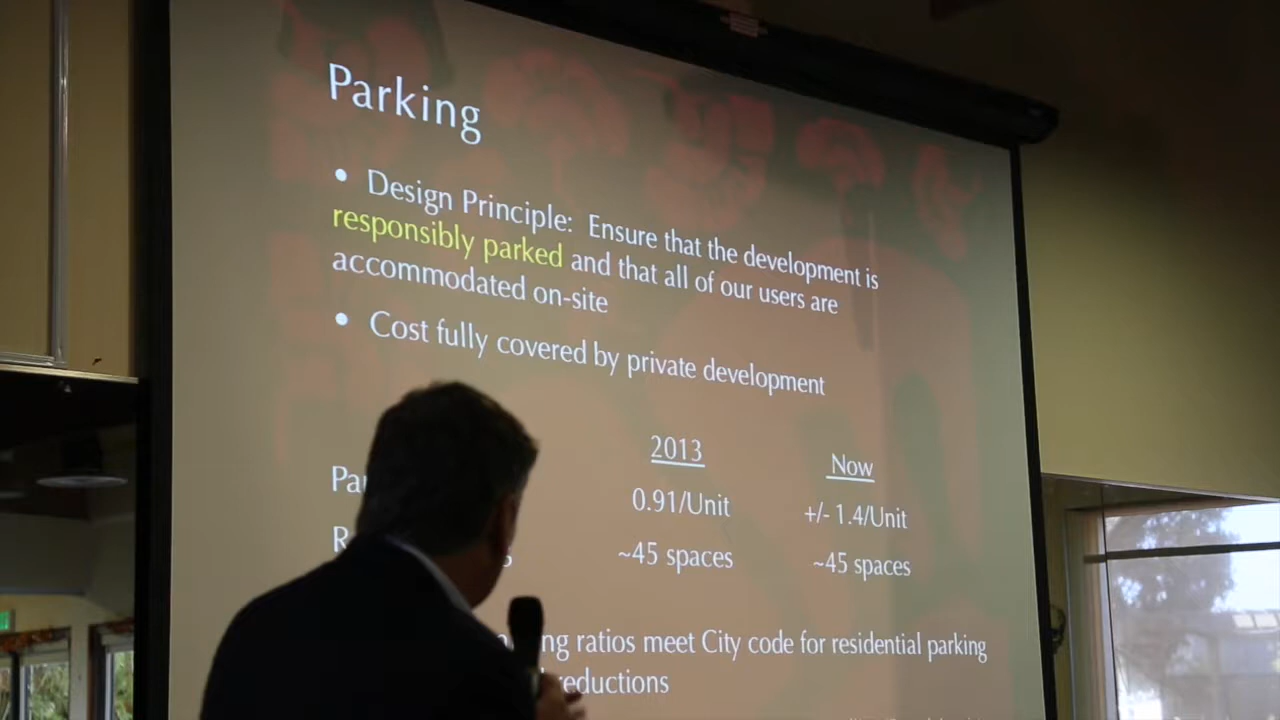 Parking
• Design Principle: Ensure that the development is
responsibly parked and that all of our users are
accommodated on-site
• Cost fully covered by private development
2013 Now
0.91/Unit +/- 1.4/Unit
~45 spaces ~45 spaces
ratios meet City code for residential parking
reductions